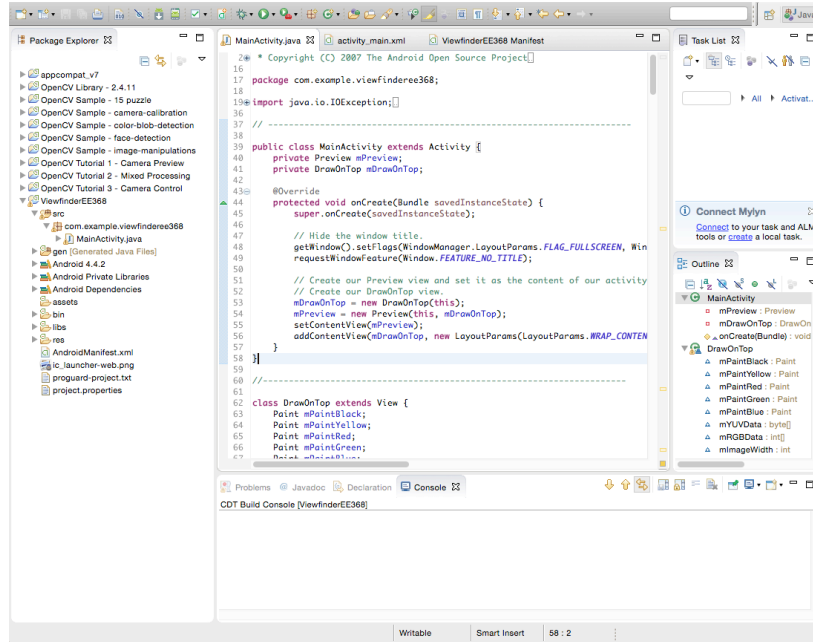 Java
Package Explorer
MainActivity.java
activity_main.xml
ViewfinderEE368 Manifest
Task List
appcompat_v7
OpenCV Library - 2.4.11
OpenCV Sample - 15 puzzle
OpenCV Sample - camera-calibration
OpenCV Sample - color-blob-detection
OpenCV Sample - face-detection
OpenCV Sample - image-manipulations
OpenCV Tutorial 1 - Camera Preview
OpenCV Tutorial 2 - Mixed Processing
OpenCV Tutorial 3 - Camera Control
ViewfinderEE368
src
com.example.viewfinderee368
MainActivity.java
gen [Generated Java Files]
Android 4.4.2
Android Private Libraries
Android Dependencies
assets
bin
libs
res
AndroidManifest.xml
ic_launcher-web.png
proguard-project.txt
project.properties
2 * Copyright (C) 2007 The Android Open Source Project
16
17 package com.example.viewfinderee368;
18
19 import java.io.IOException;
36
37 // ----------------------------------------------------------------------
38
39 public class MainActivity extends Activity {
40 private Preview mPreview;
41 private DrawOnTop mDrawOnTop;
42
43 @Override
44 protected void onCreate(Bundle savedInstanceState) {
45 super.onCreate(savedInstanceState);
46
47 // Hide the window title.
48 getWindow().setFlags(WindowManager.LayoutParams.FLAG_FULLSCREEN, Win
49 requestWindowFeature(Window.FEATURE_NO_TITLE);
50
51 // Create our Preview view and set it as the content of our activity
52 // Create our DrawOnTop view.
53 mDrawOnTop = new DrawOnTop(this);
54 mPreview = new Preview(this, mDrawOnTop);
55 setContentView(mPreview);
56 addContentView(mDrawOnTop, new LayoutParams(LayoutParams.WRAP_CONTEN
57 }
58 }
59
60 //----------------------------------------------------------------------
61
62 class DrawOnTop extends View {
63 Paint mPaintBlack;
64 Paint mPaintYellow;
65 Paint mPaintRed;
66 Paint mPaintGreen;
67 Paint mPaintBlue;
All
Activat...
Connect Mylyn
Connect to your task and ALM
tools or create a local task.
Outline
MainActivity
mPreview : Preview
mDrawOnTop : DrawOn
onCreate(Bundle) : void
DrawOnTop
mPaintBlack : Paint
mPaintYellow : Paint
mPaintRed : Paint
mPaintGreen : Paint
mPaintBlue : Paint
mYUVData : byte[]
mRGBData : int[]
mImageWidth : int
Problems
@ Javadoc
Declaration
Console
CDT Build Console [ViewfinderEE368]
Writable
Smart Insert
58 : 2